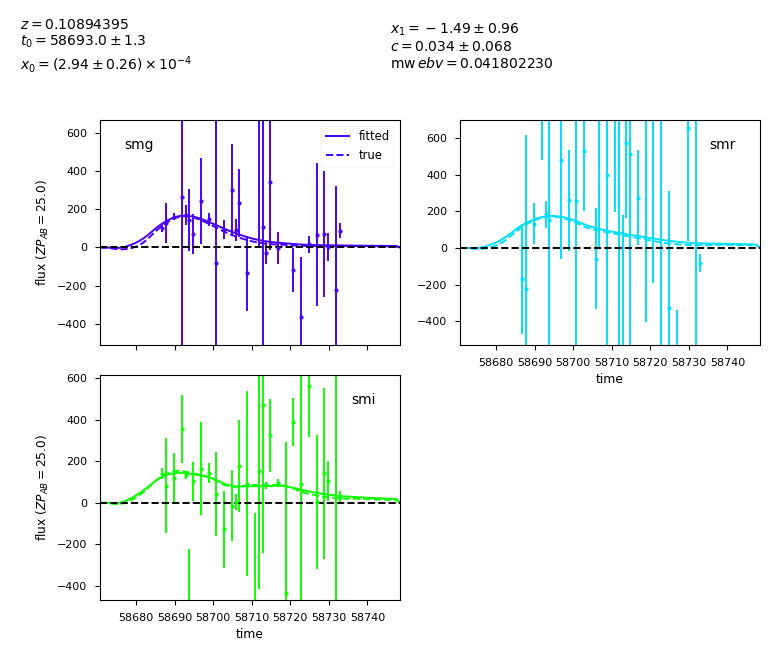 z = 0.10894395
t₀ = 58693.0 ± 1.3
x₀ = (2.94 ± 0.26) × 10⁻⁴
x₁ = −1.49 ± 0.96
c = 0.034 ± 0.068
mw ebv = 0.041802230
smg
fitted
true
600
400
200
0
−200
−400
flux (ZP_AB = 25.0)
smr
600
400
200
0
−200
−400
58680 58690 58700 58710 58720 58730 58740
time
smi
600
400
200
0
−200
−400
flux (ZP_AB = 25.0)
58680 58690 58700 58710 58720 58730 58740
time